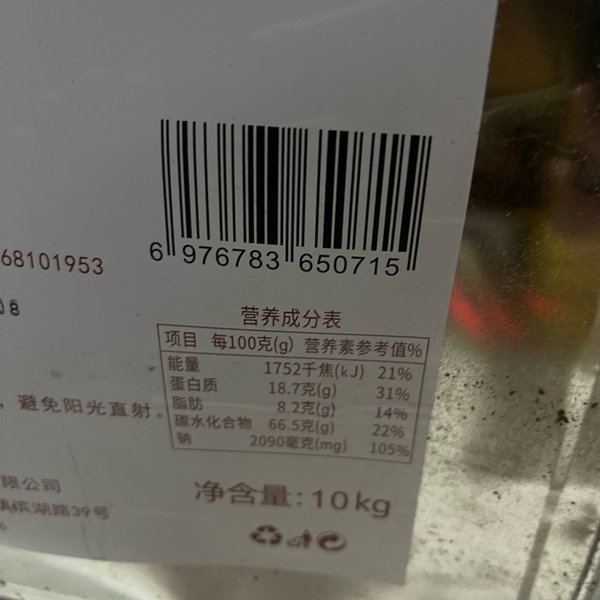 6 976783 650715
68101953
08
营养成分表
项目 每100克(g) 营养素参考值%
能量 1752千焦(kJ) 21%
蛋白质 18.7克(g) 31%
脂肪 8.2克(g) 14%
碳水化合物 66.5克(g) 22%
钠 2090毫克(mg) 105%
，避免阳光直射。
限公司
镇槟湖路39号
净含量:10kg